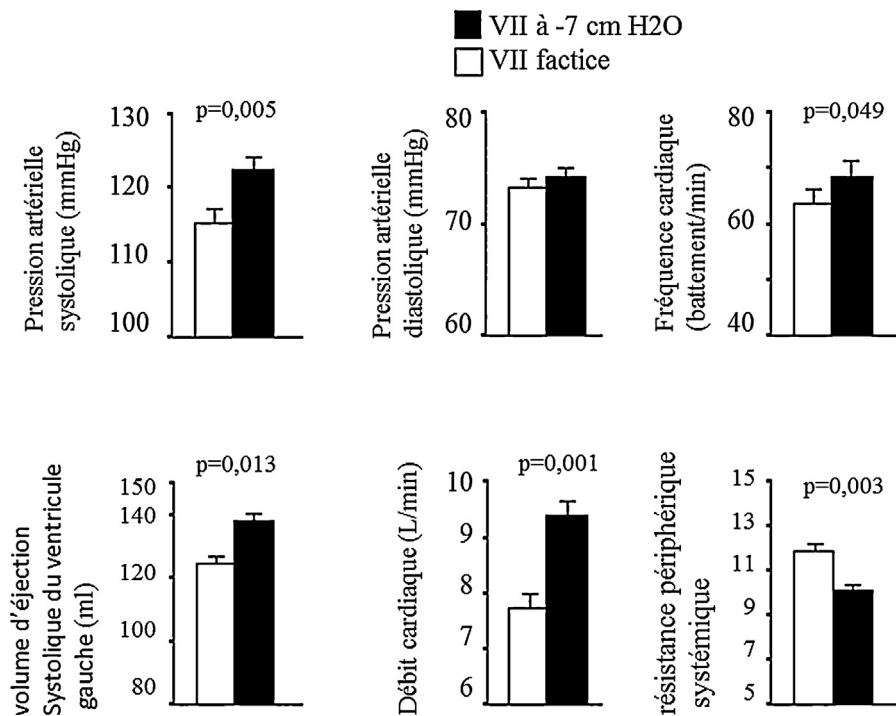 VII à -7 cm H2O
VII factice
Pression artérielle
systolique (mmHg)
130
120
110
100
p=0,005
Pression artérielle
diastolique (mmHg)
80
70
60
Fréquence cardiaque
(battement/min)
80
60
40
p=0,049
volume d'éjection
Systolique du ventricule
gauche (ml)
150
140
120
100
80
p=0,013
Débit cardiaque (L/min)
10
9
8
7
6
p=0,001
résistance périphérique
systémique
15
13
11
9
7
5
p=0,003